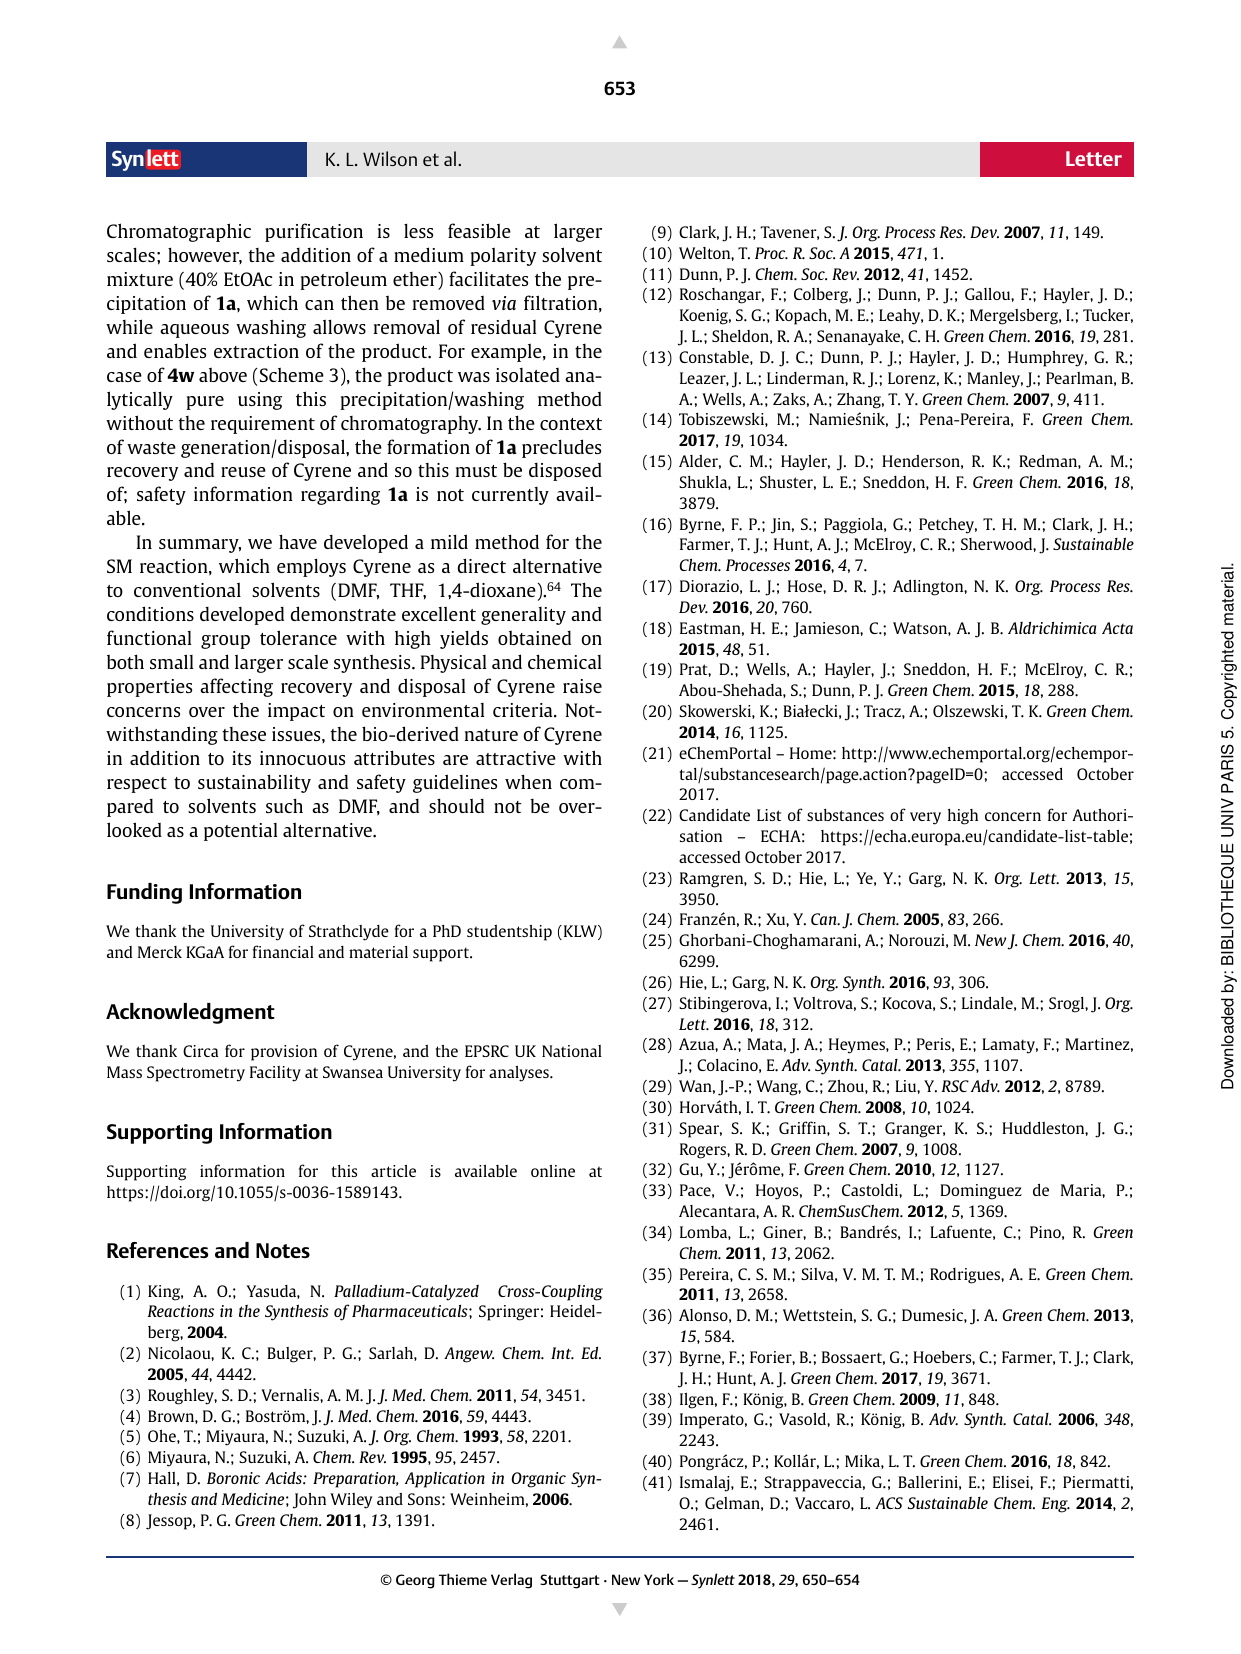 653
Synlett
K. L. Wilson et al.
Letter
Chromatographic purification is less feasible at larger
scales; however, the addition of a medium polarity solvent
mixture (40% EtOAc in petroleum ether) facilitates the pre-
cipitation of 1a, which can then be removed via filtration,
while aqueous washing allows removal of residual Cyrene
and enables extraction of the product. For example, in the
case of 4w above (Scheme 3), the product was isolated ana-
lytically pure using this precipitation/washing method
without the requirement of chromatography. In the context
of waste generation/disposal, the formation of 1a precludes
recovery and reuse of Cyrene and so this must be disposed
of; safety information regarding 1a is not currently avail-
able.
In summary, we have developed a mild method for the
SM reaction, which employs Cyrene as a direct alternative
to conventional solvents (DMF, THF, 1,4-dioxane).64 The
conditions developed demonstrate excellent generality and
functional group tolerance with high yields obtained on
both small and larger scale synthesis. Physical and chemical
properties affecting recovery and disposal of Cyrene raise
concerns over the impact on environmental criteria. Not-
withstanding these issues, the bio-derived nature of Cyrene
in addition to its innocuous attributes are attractive with
respect to sustainability and safety guidelines when com-
pared to solvents such as DMF, and should not be over-
looked as a potential alternative.
Funding Information
We thank the University of Strathclyde for a PhD studentship (KLW)
and Merck KGaA for financial and material support.
Acknowledgment
We thank Circa for provision of Cyrene, and the EPSRC UK National
Mass Spectrometry Facility at Swansea University for analyses.
Supporting Information
Supporting information for this article is available online at
https://doi.org/10.1055/s-0036-1589143.
References and Notes
(1) King, A. O.; Yasuda, N. Palladium-Catalyzed Cross-Coupling
Reactions in the Synthesis of Pharmaceuticals; Springer: Heidel-
berg, 2004.
(2) Nicolaou, K. C.; Bulger, P. G.; Sarlah, D. Angew. Chem. Int. Ed.
2005, 44, 4442.
(3) Roughley, S. D.; Vernalis, A. M. J. J. Med. Chem. 2011, 54, 3451.
(4) Brown, D. G.; Boström, J. J. Med. Chem. 2016, 59, 4443.
(5) Ohe, T.; Miyaura, N.; Suzuki, A. J. Org. Chem. 1993, 58, 2201.
(6) Miyaura, N.; Suzuki, A. Chem. Rev. 1995, 95, 2457.
(7) Hall, D. Boronic Acids: Preparation, Application in Organic Syn-
thesis and Medicine; John Wiley and Sons: Weinheim, 2006.
(8) Jessop, P. G. Green Chem. 2011, 13, 1391.
(9) Clark, J. H.; Tavener, S. J. Org. Process Res. Dev. 2007, 11, 149.
(10) Welton, T. Proc. R. Soc. A 2015, 471, 1.
(11) Dunn, P. J. Chem. Soc. Rev. 2012, 41, 1452.
(12) Roschangar, F.; Colberg, J.; Dunn, P. J.; Gallou, F.; Hayler, J. D.;
Koenig, S. G.; Kopach, M. E.; Leahy, D. K.; Mergelsberg, I.; Tucker,
J. L.; Sheldon, R. A.; Senanayake, C. H. Green Chem. 2016, 19, 281.
(13) Constable, D. J. C.; Dunn, P. J.; Hayler, J. D.; Humphrey, G. R.;
Leazer, J. L.; Linderman, R. J.; Lorenz, K.; Manley, J.; Pearlman, B.
A.; Wells, A.; Zaks, A.; Zhang, T. Y. Green Chem. 2007, 9, 411.
(14) Tobiszewski, M.; Namieśnik, J.; Pena-Pereira, F. Green Chem.
2017, 19, 1034.
(15) Alder, C. M.; Hayler, J. D.; Henderson, R. K.; Redman, A. M.;
Shukla, L.; Shuster, L. E.; Sneddon, H. F. Green Chem. 2016, 18,
3879.
(16) Byrne, F. P.; Jin, S.; Paggiola, G.; Petchey, T. H. M.; Clark, J. H.;
Farmer, T. J.; Hunt, A. J.; McElroy, C. R.; Sherwood, J. Sustainable
Chem. Processes 2016, 4, 7.
(17) Diorazio, L. J.; Hose, D. R. J.; Adlington, N. K. Org. Process Res.
Dev. 2016, 20, 760.
(18) Eastman, H. E.; Jamieson, C.; Watson, A. J. B. Aldrichimica Acta
2015, 48, 51.
(19) Prat, D.; Wells, A.; Hayler, J.; Sneddon, H. F.; McElroy, C. R.;
Abou-Shehada, S.; Dunn, P. J. Green Chem. 2015, 18, 288.
(20) Skowerski, K.; Białecki, J.; Tracz, A.; Olszewski, T. K. Green Chem.
2014, 16, 1125.
(21) eChemPortal – Home: http://www.echemportal.org/echempor-
tal/substancesearch/page.action?pageID=0; accessed October
2017.
(22) Candidate List of substances of very high concern for Authori-
sation – ECHA: https://echa.europa.eu/candidate-list-table;
accessed October 2017.
(23) Ramgren, S. D.; Hie, L.; Ye, Y.; Garg, N. K. Org. Lett. 2013, 15,
3950.
(24) Franzén, R.; Xu, Y. Can. J. Chem. 2005, 83, 266.
(25) Ghorbani-Choghamarani, A.; Norouzi, M. New J. Chem. 2016, 40,
6299.
(26) Hie, L.; Garg, N. K. Org. Synth. 2016, 93, 306.
(27) Stibingerova, I.; Voltrova, S.; Kocova, S.; Lindale, M.; Srogl, J. Org.
Lett. 2016, 18, 312.
(28) Azua, A.; Mata, J. A.; Heymes, P.; Peris, E.; Lamaty, F.; Martinez,
J.; Colacino, E. Adv. Synth. Catal. 2013, 355, 1107.
(29) Wan, J.-P.; Wang, C.; Zhou, R.; Liu, Y. RSC Adv. 2012, 2, 8789.
(30) Horváth, I. T. Green Chem. 2008, 10, 1024.
(31) Spear, S. K.; Griffin, S. T.; Granger, K. S.; Huddleston, J. G.;
Rogers, R. D. Green Chem. 2007, 9, 1008.
(32) Gu, Y.; Jérôme, F. Green Chem. 2010, 12, 1127.
(33) Pace, V.; Hoyos, P.; Castoldi, L.; Dominguez de Maria, P.;
Alecantara, A. R. ChemSusChem. 2012, 5, 1369.
(34) Lomba, L.; Giner, B.; Bandrés, I.; Lafuente, C.; Pino, R. Green
Chem. 2011, 13, 2062.
(35) Pereira, C. S. M.; Silva, V. M. T. M.; Rodrigues, A. E. Green Chem.
2011, 13, 2658.
(36) Alonso, D. M.; Wettstein, S. G.; Dumesic, J. A. Green Chem. 2013,
15, 584.
(37) Byrne, F.; Forier, B.; Bossaert, G.; Hoebers, C.; Farmer, T. J.; Clark,
J. H.; Hunt, A. J. Green Chem. 2017, 19, 3671.
(38) Ilgen, F.; König, B. Green Chem. 2009, 11, 848.
(39) Imperato, G.; Vasold, R.; König, B. Adv. Synth. Catal. 2006, 348,
2243.
(40) Pongrácz, P.; Kollár, L.; Mika, L. T. Green Chem. 2016, 18, 842.
(41) Ismalaj, E.; Strappaveccia, G.; Ballerini, E.; Elisei, F.; Piermatti,
O.; Gelman, D.; Vaccaro, L. ACS Sustainable Chem. Eng. 2014, 2,
2461.
© Georg Thieme Verlag Stuttgart · New York — Synlett 2018, 29, 650–654
Downloaded by: BIBLIOTHEQUE UNIV PARIS 5. Copyrighted material.